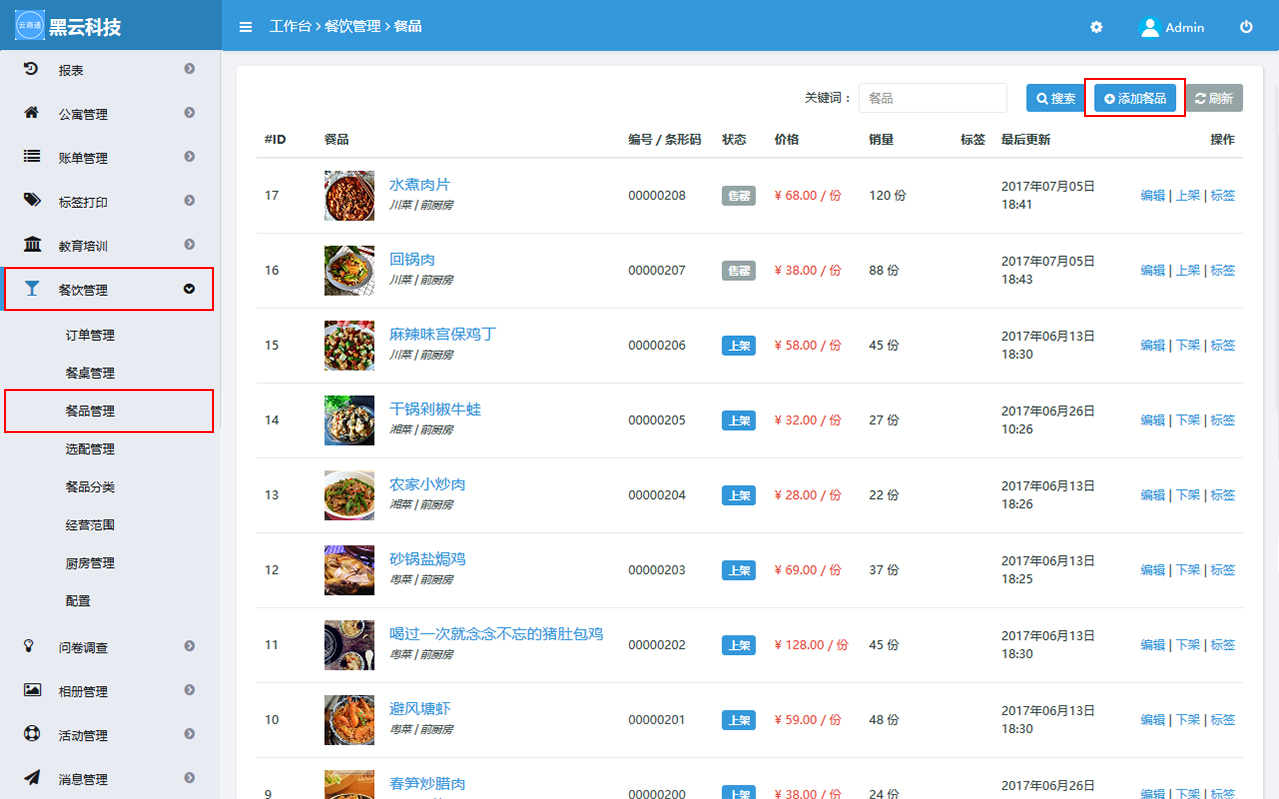 云商通
黑云科技
工作台 › 餐饮管理 › 餐品
Admin
报表
公寓管理
账单管理
标签打印
教育培训
餐饮管理
订单管理
餐桌管理
餐品管理
选配管理
餐品分类
经营范围
厨房管理
配置
问卷调查
相册管理
活动管理
消息管理
关键词：
餐品
搜索
添加餐品
刷新
#ID 餐品 编号 / 条形码 状态 价格 销量 标签 最后更新 操作
17 水煮肉片 00000208 售罄 ¥ 68.00 / 份 120 份 2017年07月05日 18:41 编辑 | 上架 | 标签
川菜 | 前厨房
16 回锅肉 00000207 售罄 ¥ 38.00 / 份 88 份 2017年07月05日 18:43 编辑 | 上架 | 标签
川菜 | 前厨房
15 麻辣味宫保鸡丁 00000206 上架 ¥ 58.00 / 份 45 份 2017年06月13日 18:30 编辑 | 下架 | 标签
川菜 | 前厨房
14 干锅剁椒牛蛙 00000205 上架 ¥ 32.00 / 份 27 份 2017年06月26日 10:26 编辑 | 下架 | 标签
湘菜 | 前厨房
13 农家小炒肉 00000204 上架 ¥ 28.00 / 份 22 份 2017年06月13日 18:26 编辑 | 下架 | 标签
湘菜 | 前厨房
12 砂锅盐焗鸡 00000203 上架 ¥ 69.00 / 份 37 份 2017年06月13日 18:25 编辑 | 下架 | 标签
粤菜 | 前厨房
11 喝过一次就念念不忘的猪肚包鸡 00000202 上架 ¥ 128.00 / 份 45 份 2017年06月13日 18:30 编辑 | 下架 | 标签
粤菜 | 前厨房
10 避风塘虾 00000201 上架 ¥ 59.00 / 份 48 份 2017年06月13日 18:30 编辑 | 下架 | 标签
粤菜 | 前厨房
9 春笋炒腊肉 00000200 上架 ¥ 38.00 / 份 24 份 2017年06月26日 编辑 | 下架 | 标签